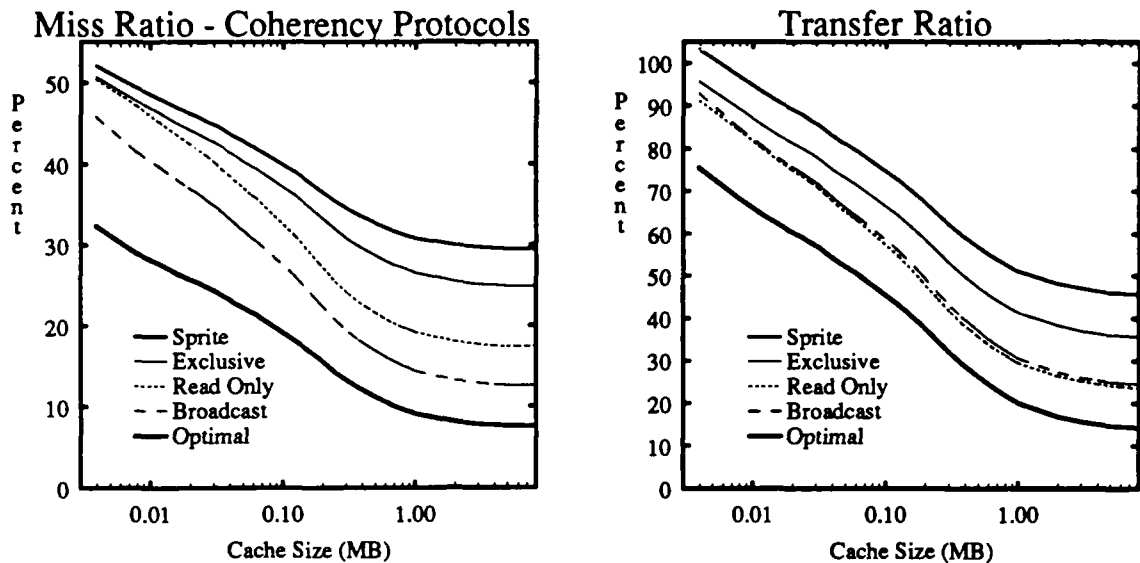 Miss Ratio - Coherency Protocols
Percent
50
40
30
20
10
0
Sprite
Exclusive
Read Only
Broadcast
Optimal
0.01 0.10 1.00
Cache Size (MB)
Transfer Ratio
Percent
100
90
80
70
60
50
40
30
20
10
0
Sprite
Exclusive
Read Only
Broadcast
Optimal
0.01 0.10 1.00
Cache Size (MB)